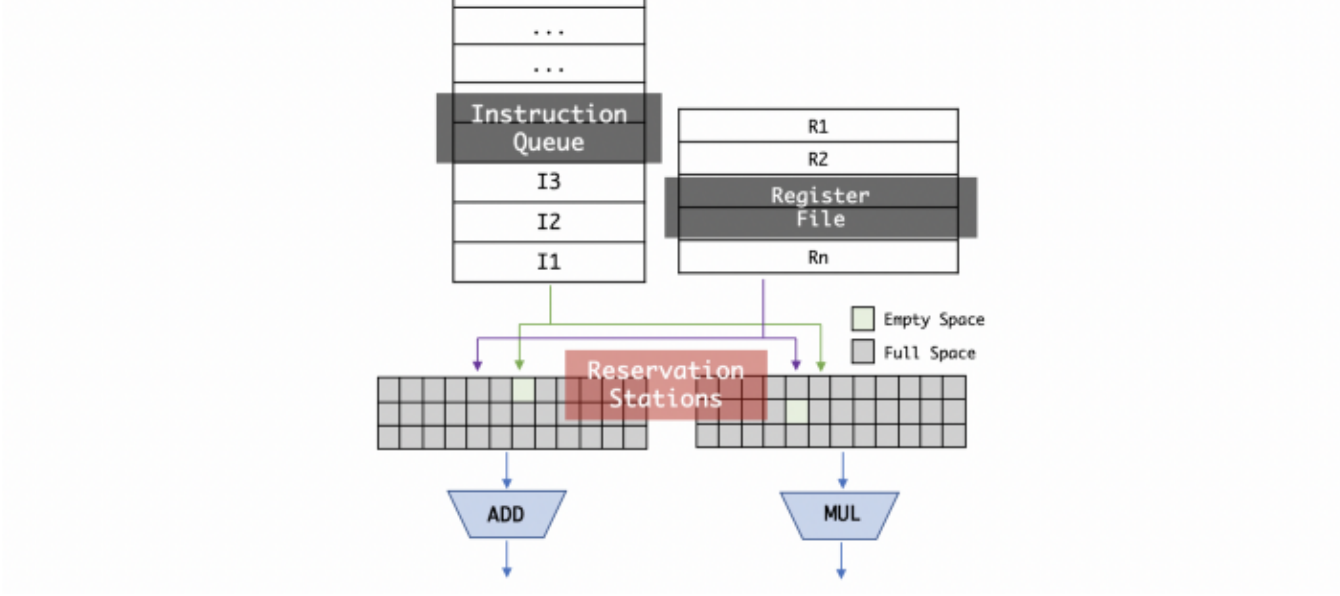 ...
...
Instruction
Queue
I3
I2
I1
R1
R2
Register
File
Rn
Empty Space
Full Space
Reservation
Stations
ADD
MUL